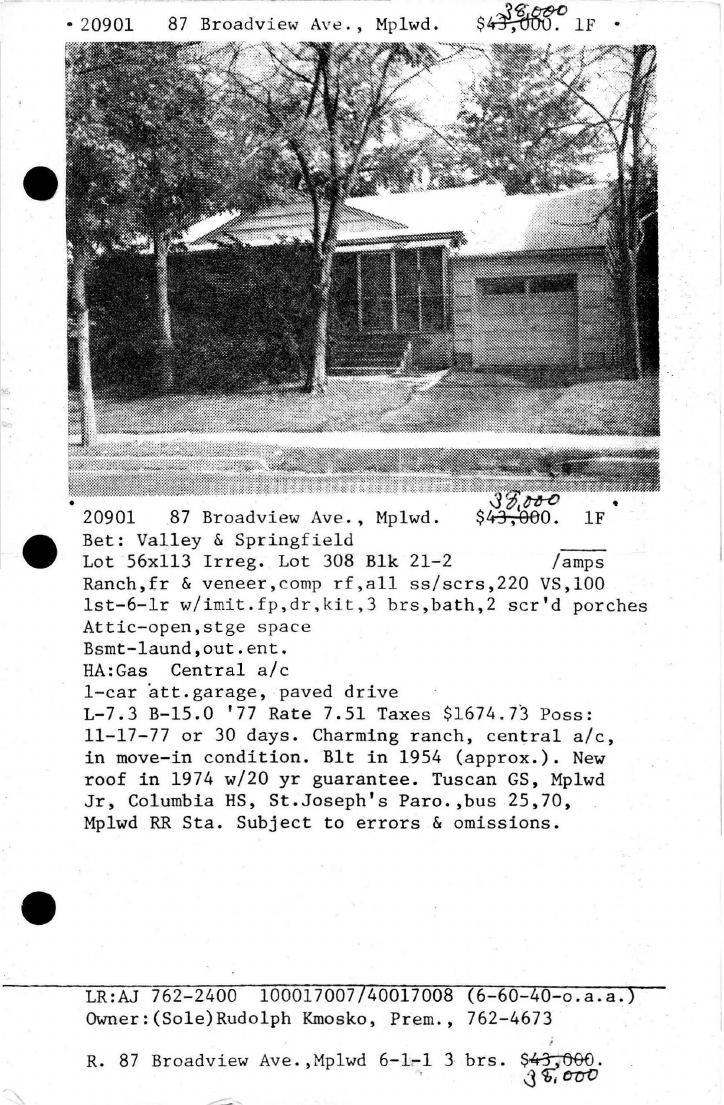 38,000
20901 87 Broadview Ave., Mplwd. $43,000. 1F
38,000
20901 87 Broadview Ave., Mplwd. $43,000. 1F
Bet: Valley & Springfield
Lot 56x113 Irreg. Lot 308 Blk 21-2 /amps
Ranch,fr & veneer,comp rf,all ss/scrs,220 VS,100
1st-6-lr w/imit.fp,dr,kit,3 brs,bath,2 scr'd porches
Attic-open,stge space
Bsmt-laund,out.ent.
HA:Gas Central a/c
1-car att.garage, paved drive
L-7.3 B-15.0 '77 Rate 7.51 Taxes $1674.73 Poss:
11-17-77 or 30 days. Charming ranch, central a/c,
in move-in condition. Blt in 1954 (approx.). New
roof in 1974 w/20 yr guarantee. Tuscan GS, Mplwd
Jr, Columbia HS, St.Joseph's Paro.,bus 25,70,
Mplwd RR Sta. Subject to errors & omissions.
LR:AJ 762-2400 100017007/40017008 (6-60-40-o.a.a.)
Owner:(Sole)Rudolph Kmosko, Prem., 762-4673
R. 87 Broadview Ave.,Mplwd 6-1-1 3 brs. $43,000.
38,000